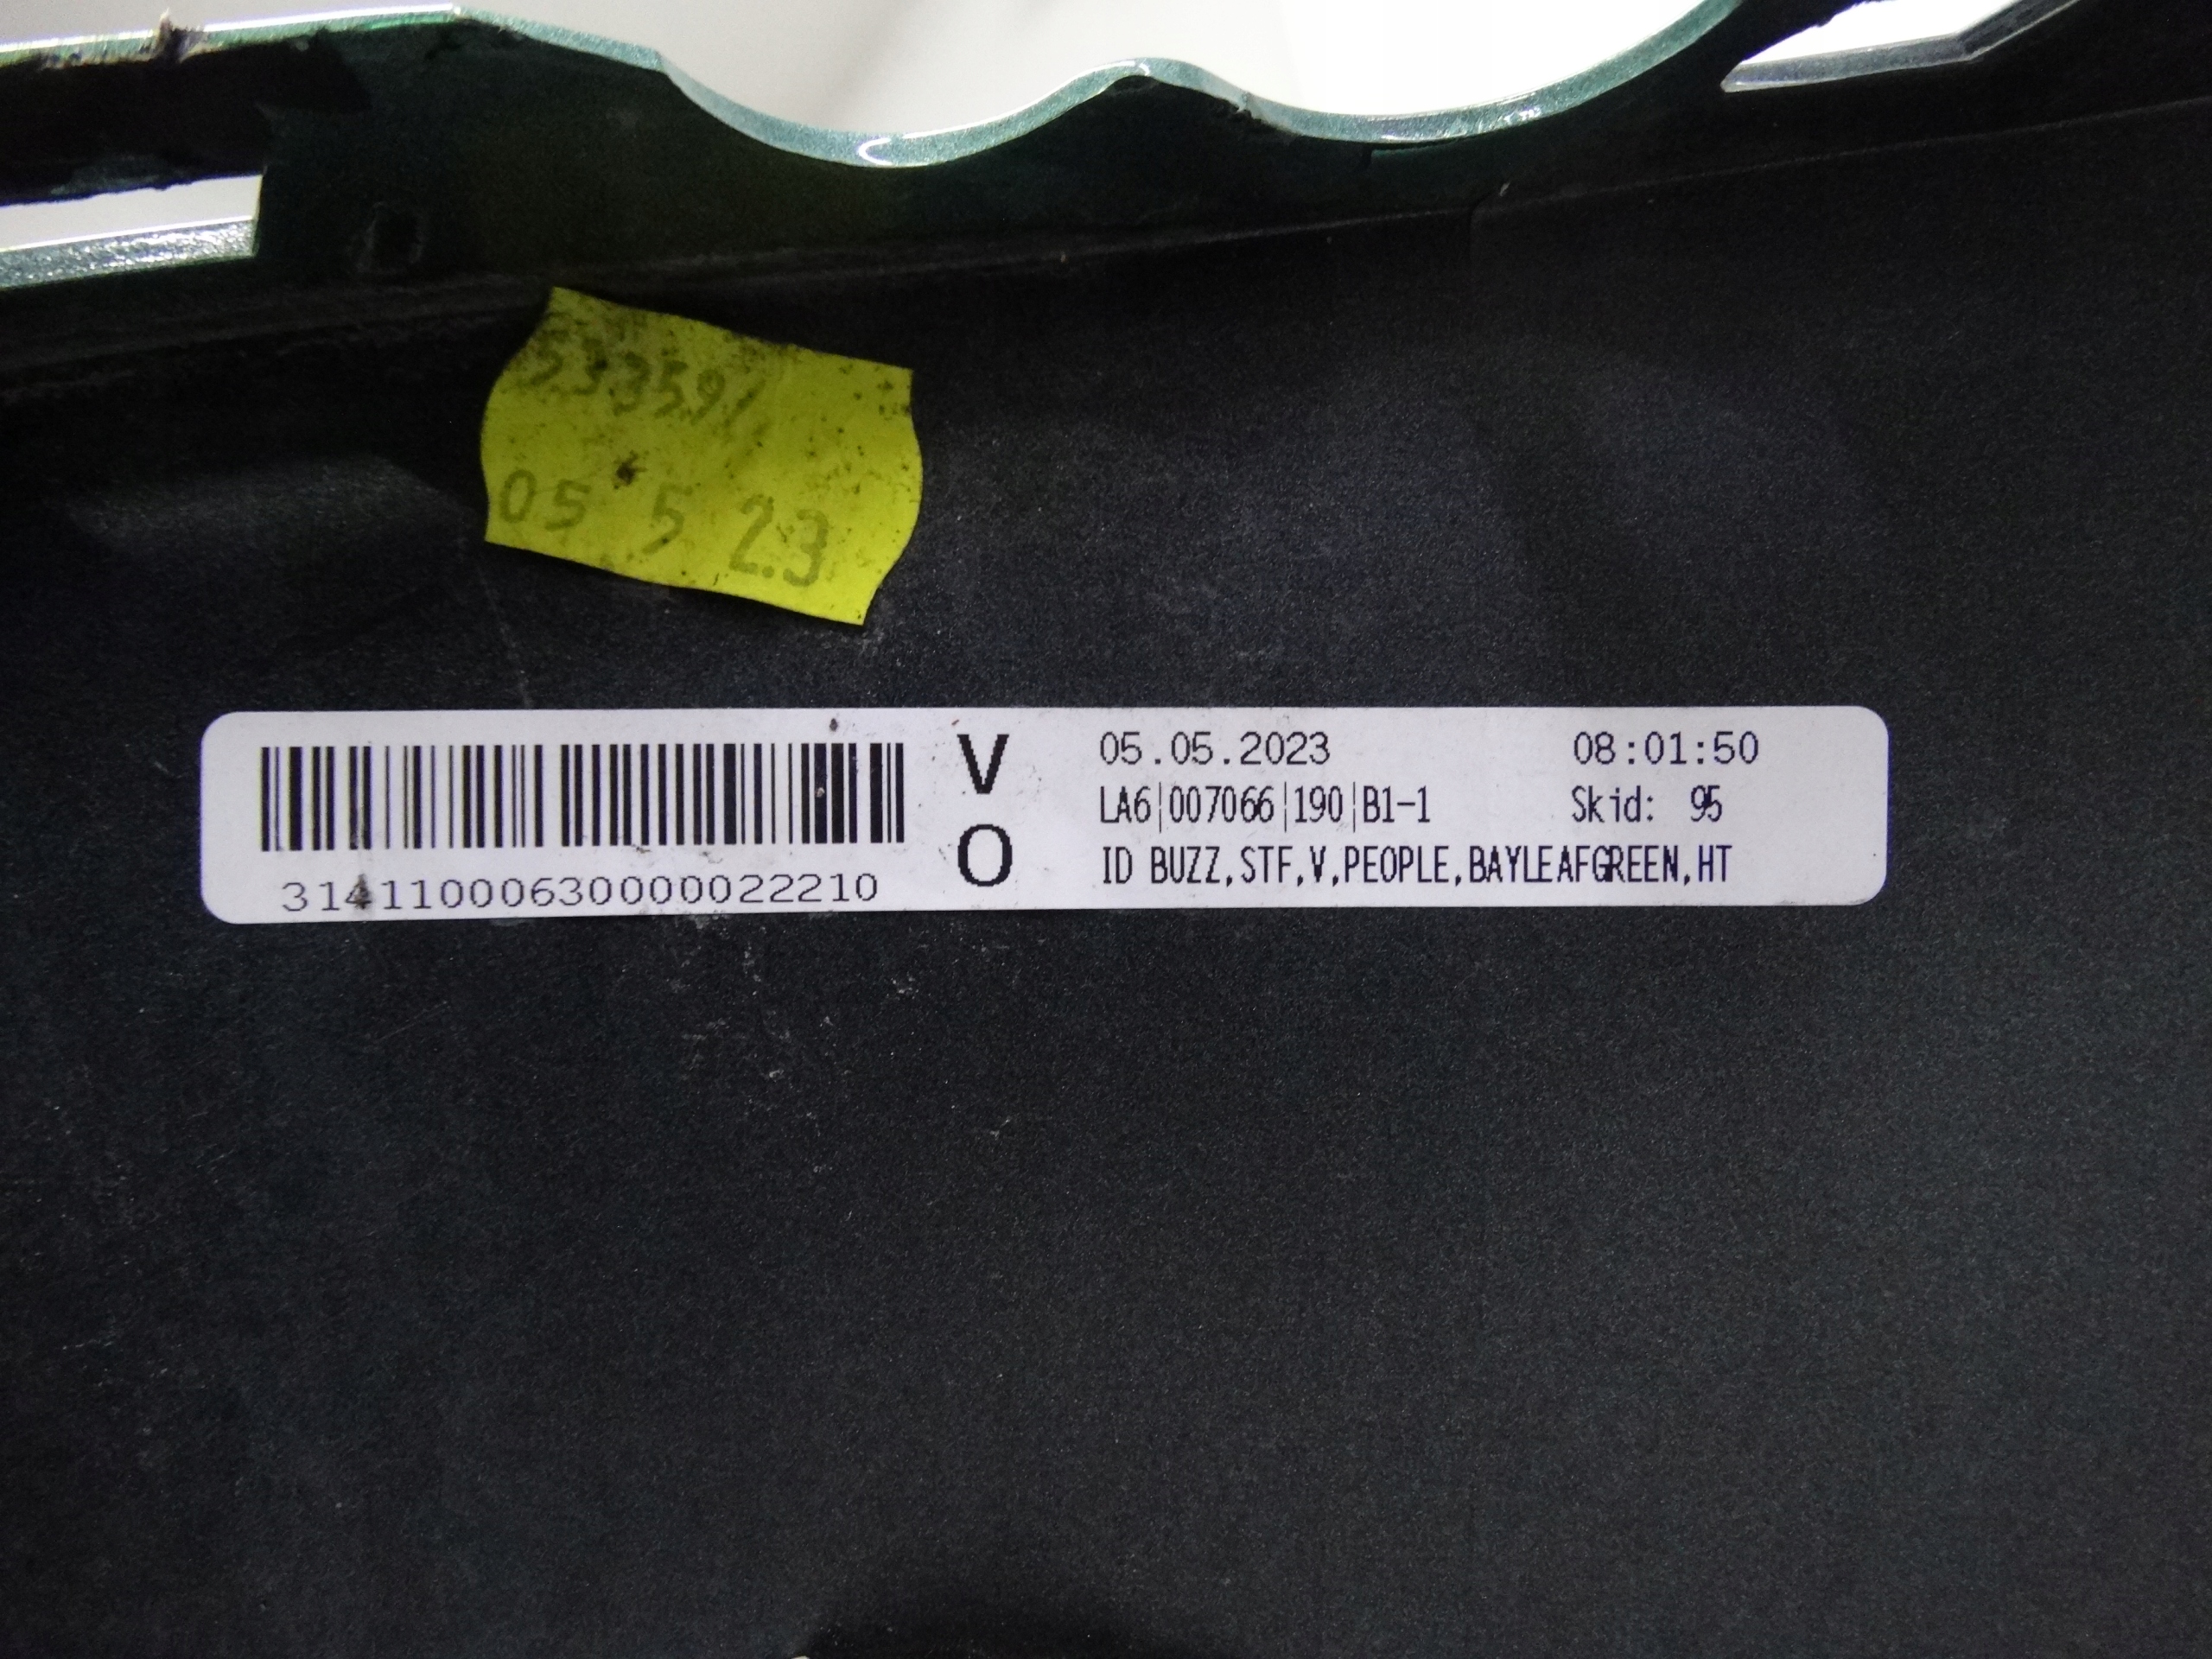 533591
05 5 23
V
O
05.05.2023 08:01:50
LA6|007066|190|B1-1 Skid: 95
ID BUZZ,STF,V,PEOPLE,BAYLEAFGREEN,HT
31411000630000022210